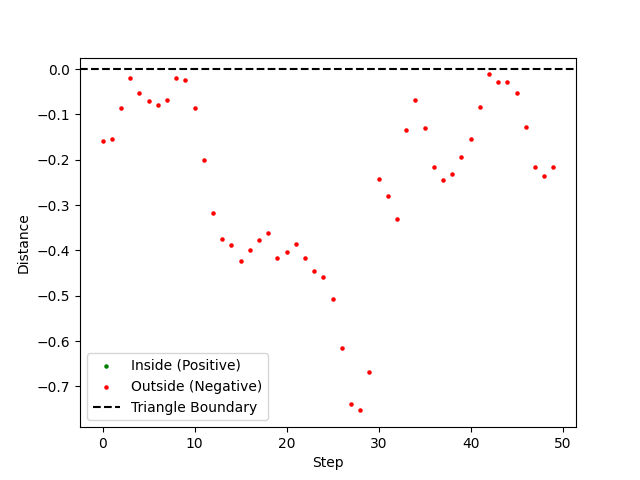 0.0
−0.1
−0.2
−0.3
−0.4
−0.5
−0.6
−0.7
Distance
Inside (Positive)
Outside (Negative)
Triangle Boundary
0 10 20 30 40 50
Step